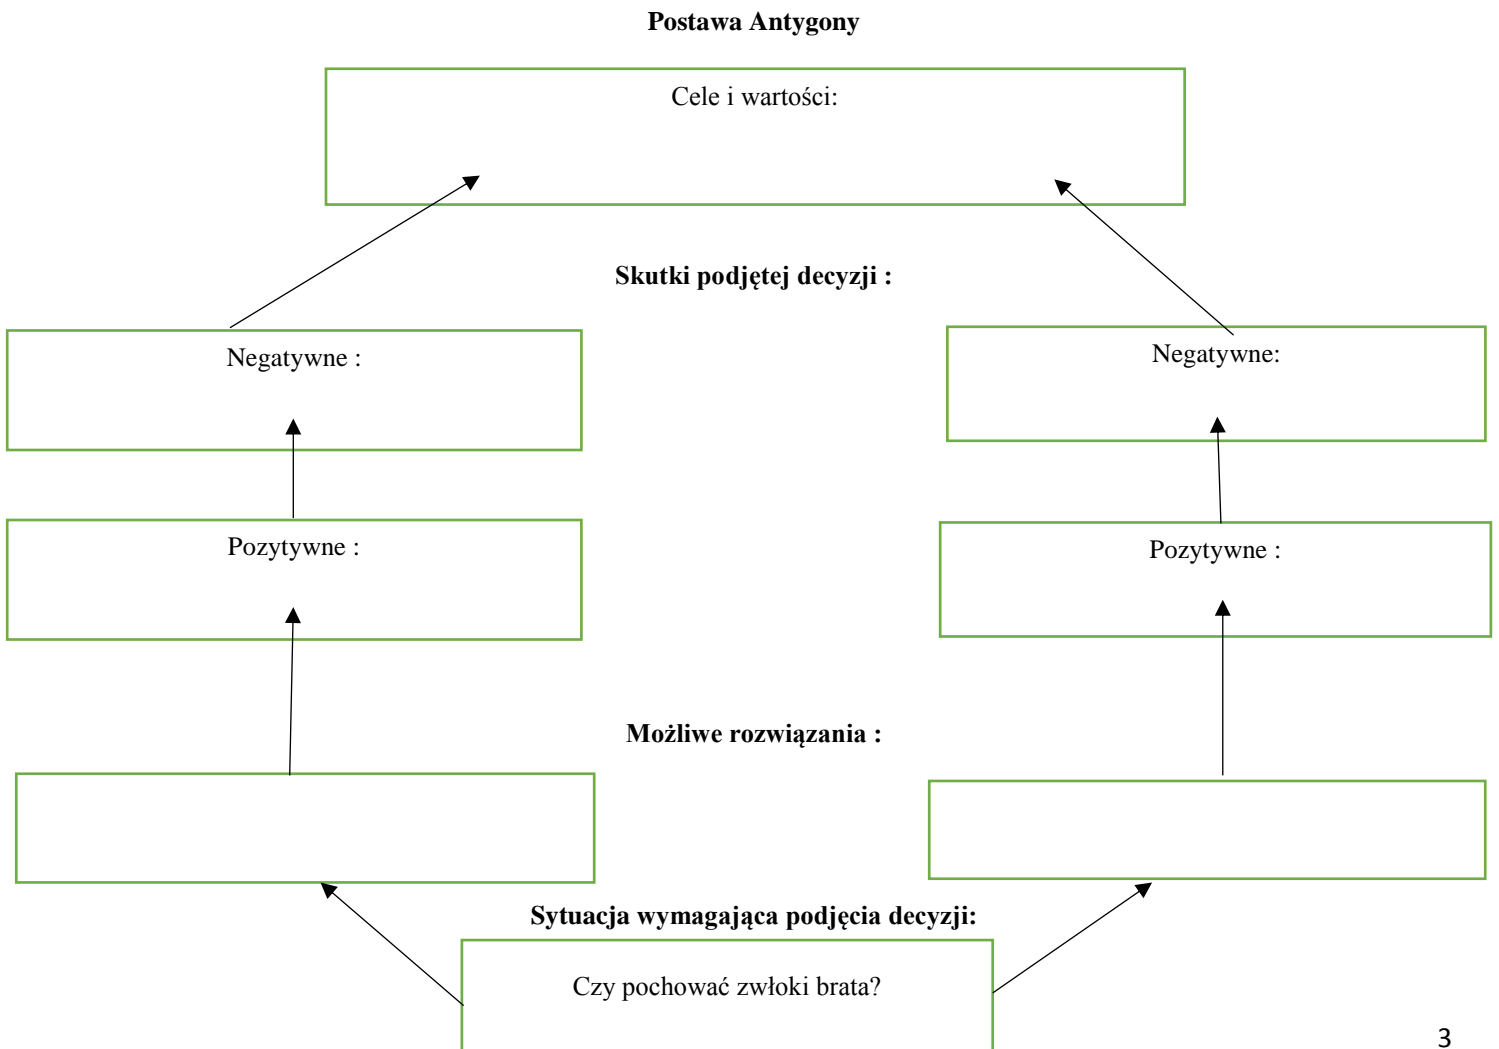 Postawa Antygony
Cele i wartości:
Skutki podjętej decyzji :
Negatywne :
Negatywne:
Pozytywne :
Pozytywne :
Możliwe rozwiązania :
Sytuacja wymagająca podjęcia decyzji:
Czy pochować zwłoki brata?
3